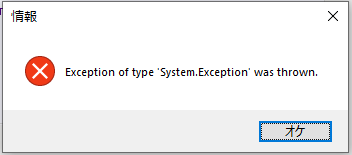 情報
Exception of type 'System.Exception' was thrown.
オケ